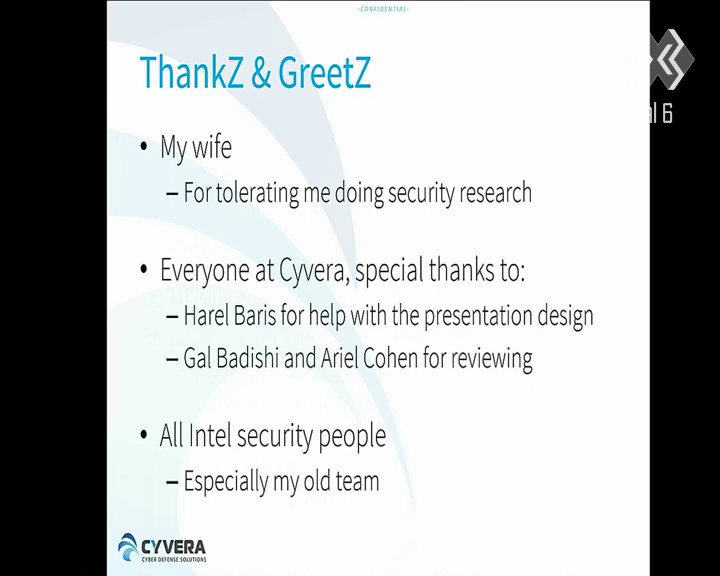 -CONFIDENTIAL-
ThankZ & GreetZ
• My wife
– For tolerating me doing security research
• Everyone at Cyvera, special thanks to:
– Harel Baris for help with the presentation design
– Gal Badishi and Ariel Cohen for reviewing
• All Intel security people
– Especially my old team
CYVERA
CYBER DEFENSE SOLUTIONS
al 6